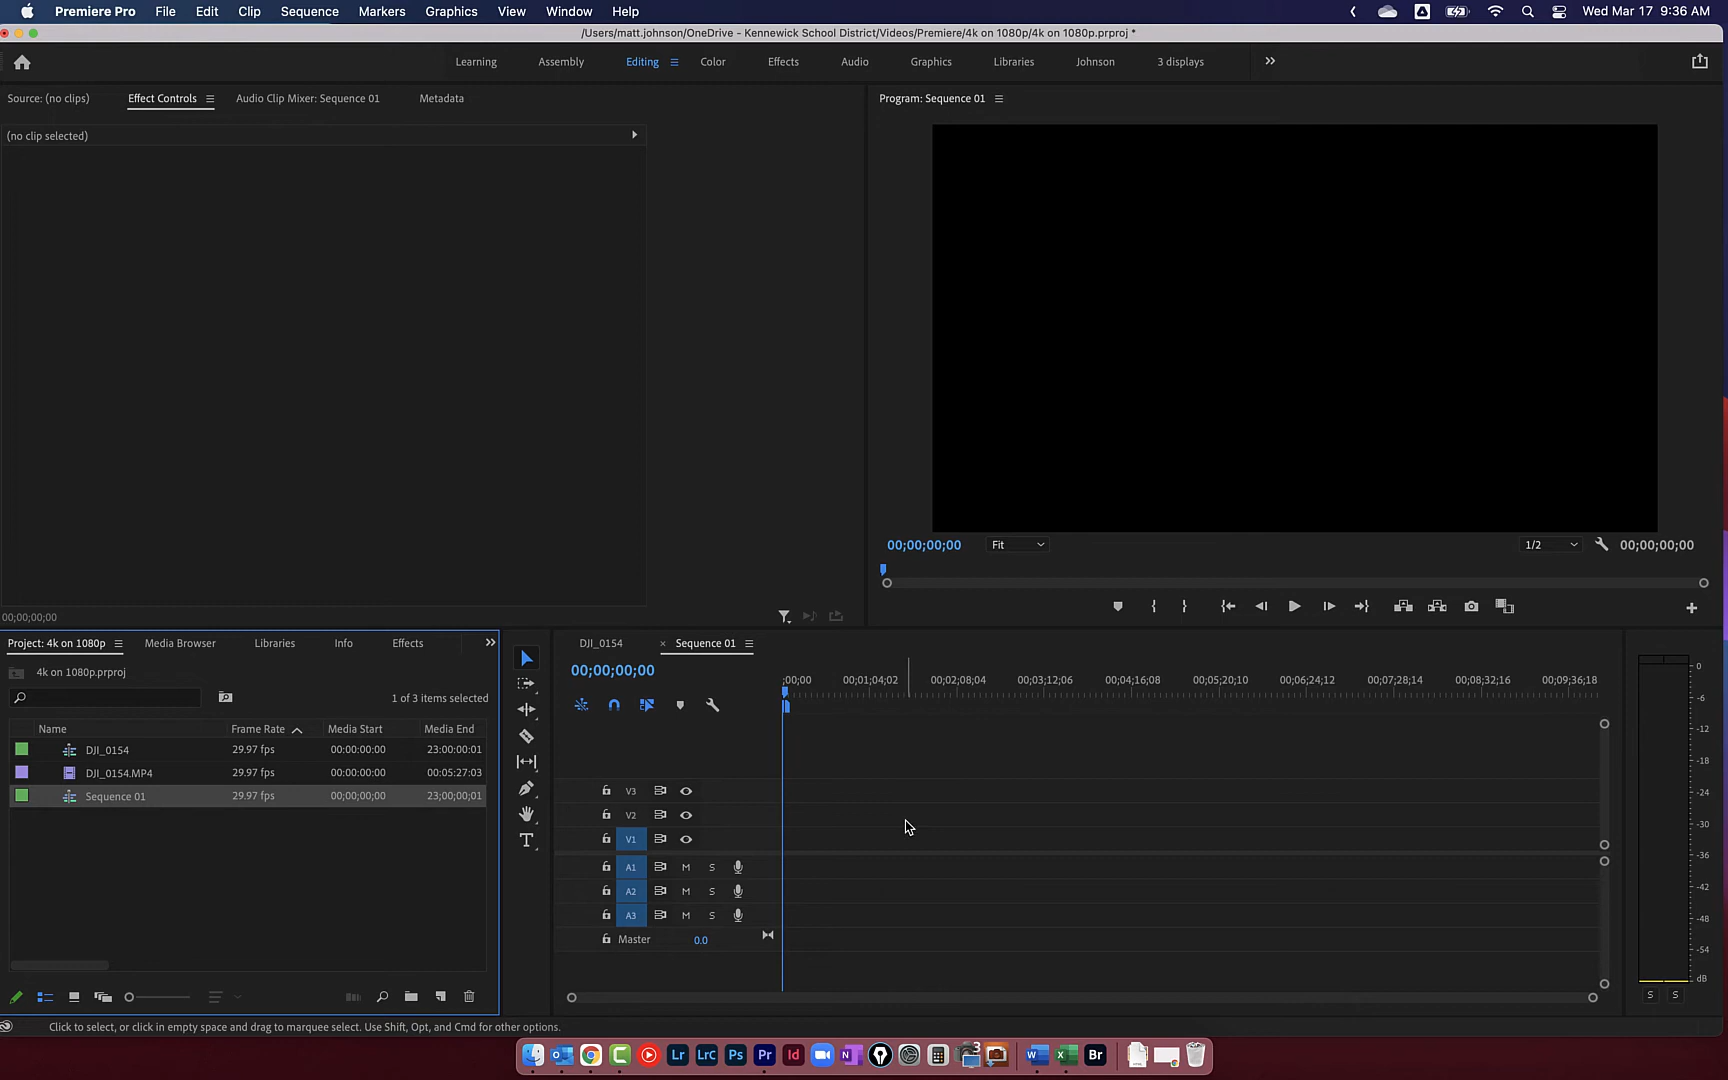 Premiere Pro File Edit Clip Sequence Markers Graphics View Window Help Wed Mar 17 9:36 AM
/Users/matt.johnson/OneDrive - Kennewick School District/Videos/Premiere/4k on 1080p/4k on 1080p.prproj *
Learning Assembly Editing Color Effects Audio Graphics Libraries Johnson 3 displays
Source: (no clips) Effect Controls Audio Clip Mixer: Sequence 01 Metadata
Program: Sequence 01
(no clip selected)
00;00;00;00 Fit 1/2 00;00;00;00
00;00;00;00
Project: 4k on 1080p Media Browser Libraries Info Effects
4k on 1080p.prproj
1 of 3 items selected
Name Frame Rate Media Start Media End
DJI_0154 29.97 fps 00:00:00:00 23:00:00:01
DJI_0154.MP4 29.97 fps 00:00:00:00 00:05:27:03
Sequence 01 29.97 fps 00;00;00;00 23;00;00;01
DJI_0154 × Sequence 01
00;00;00;00
;00;00 00;01;04;02 00;02;08;04 00;03;12;06 00;04;16;08 00;05;20;10 00;06;24;12 00;07;28;14 00;08;32;16 00;09;36;18
V3
V2
V1
A1 M S
A2 M S
A3 M S
Master 0.0
0
-6
-12
-18
-24
-30
-36
-42
-48
-54
dB
S S
T
Click to select, or click in empty space and drag to marquee select. Use Shift, Opt, and Cmd for other options.
Lr LrC Ps Pr Id N 3 W X Br